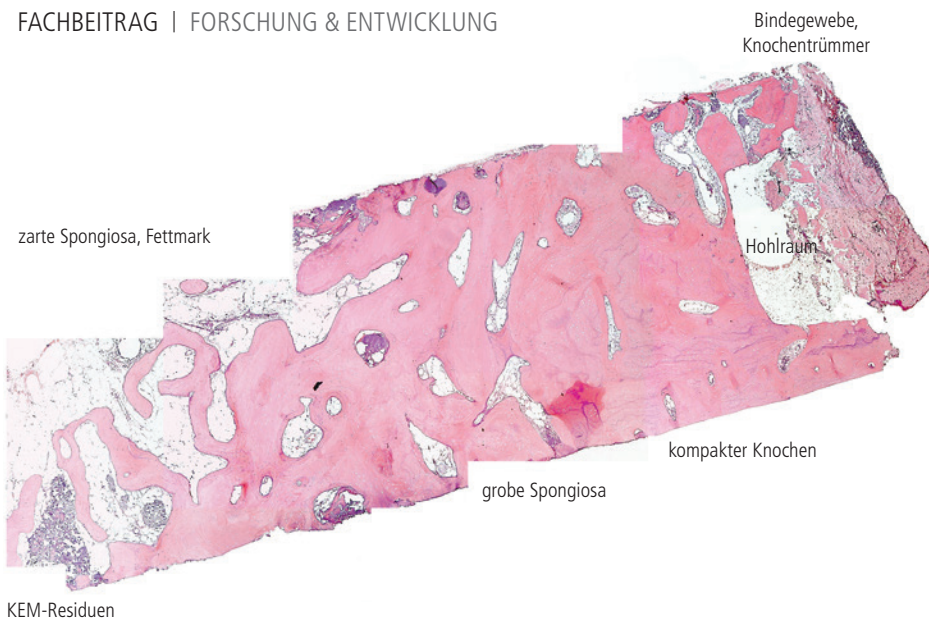 FACHBEITRAG | FORSCHUNG & ENTWICKLUNG
Bindegewebe,
Knochentrümmer
zarte Spongiosa, Fettmark
Hohlraum
kompakter Knochen
grobe Spongiosa
KEM-Residuen